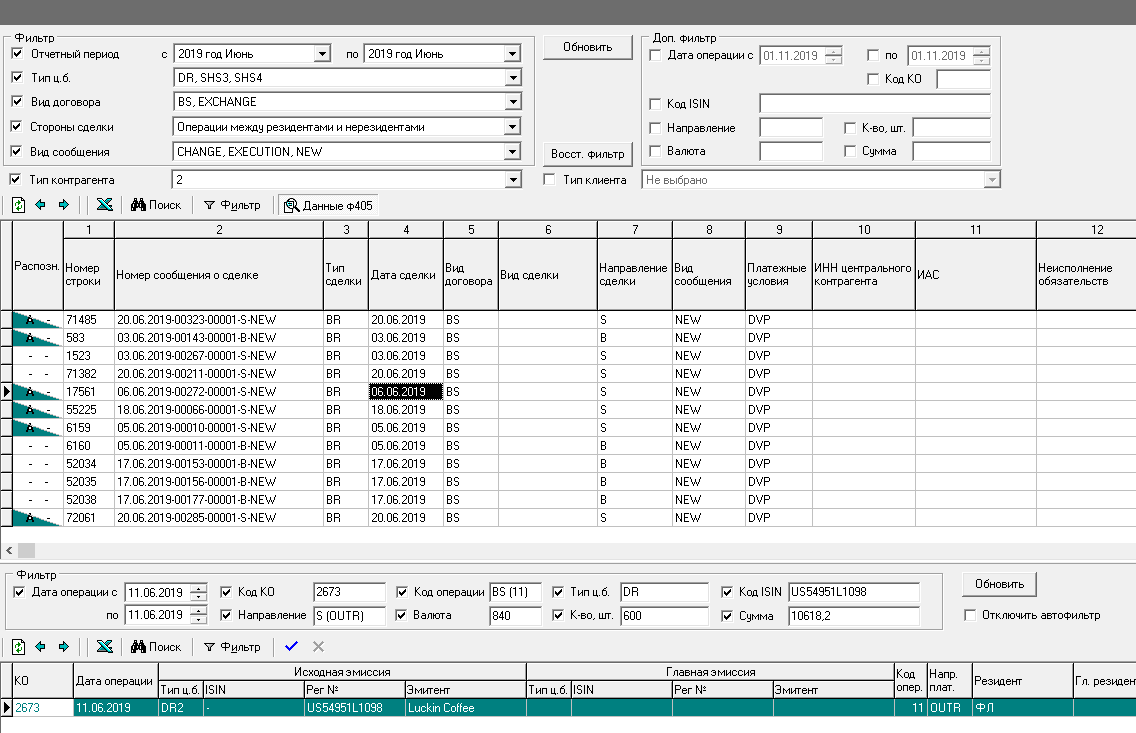 Фильтр
Отчетный период с 2019 год Июнь по 2019 год Июнь
Тип ц.б. DR, SHS3, SHS4
Вид договора BS, EXCHANGE
Стороны сделки Операции между резидентами и нерезидентами
Вид сообщения CHANGE, EXECUTION, NEW
Тип контрагента 2
Обновить
Восст. фильтр
Доп. фильтр
Дата операции с 01.11.2019 по 01.11.2019
Код КО
Код ISIN
Направление К-во, шт.
Валюта Сумма
Тип клиента Не выбрано
Поиск Фильтр Данные ф405
1 2 3 4 5 6 7 8 9 10 11 12
Распозн. Номер строки Номер сообщения о сделке Тип сделки Дата сделки Вид договора Вид сделки Направление сделки Вид сообщения Платежные условия ИНН центрального контрагента ИАС Неисполнение обязательств
А - 71485 20.06.2019-00323-00001-S-NEW BR 20.06.2019 BS S NEW DVP
А - 583 03.06.2019-00143-00001-B-NEW BR 03.06.2019 BS B NEW DVP
- - 1523 03.06.2019-00267-00001-S-NEW BR 03.06.2019 BS S NEW DVP
- - 71382 20.06.2019-00211-00001-S-NEW BR 20.06.2019 BS S NEW DVP
А - 17561 06.06.2019-00272-00001-S-NEW BR 06.06.2019 BS S NEW DVP
А - 55225 18.06.2019-00066-00001-S-NEW BR 18.06.2019 BS S NEW DVP
А - 6159 05.06.2019-00010-00001-S-NEW BR 05.06.2019 BS S NEW DVP
- - 6160 05.06.2019-00011-00001-B-NEW BR 05.06.2019 BS B NEW DVP
- - 52034 17.06.2019-00153-00001-B-NEW BR 17.06.2019 BS B NEW DVP
- - 52035 17.06.2019-00156-00001-B-NEW BR 17.06.2019 BS B NEW DVP
- - 52038 17.06.2019-00177-00001-B-NEW BR 17.06.2019 BS B NEW DVP
А - 72061 20.06.2019-00285-00001-S-NEW BR 20.06.2019 BS S NEW DVP
Фильтр
Дата операции с 11.06.2019 Код КО 2673 Код операции BS (11) Тип ц.б. DR Код ISIN US54951L1098
по 11.06.2019 Направление S (OUTR) Валюта 840 К-во, шт. 600 Сумма 10618,2
Обновить
Отключить автофильтр
Поиск Фильтр
КО Дата операции Исходная эмиссия Главная эмиссия Код опер. Напр. плат. Резидент Гл. резиден
Тип ц.б. ISIN Рег № Эмитент Тип ц.б. ISIN Рег № Эмитент
2673 11.06.2019 DR2 - US54951L1098 Luckin Coffee 11 OUTR ФЛ